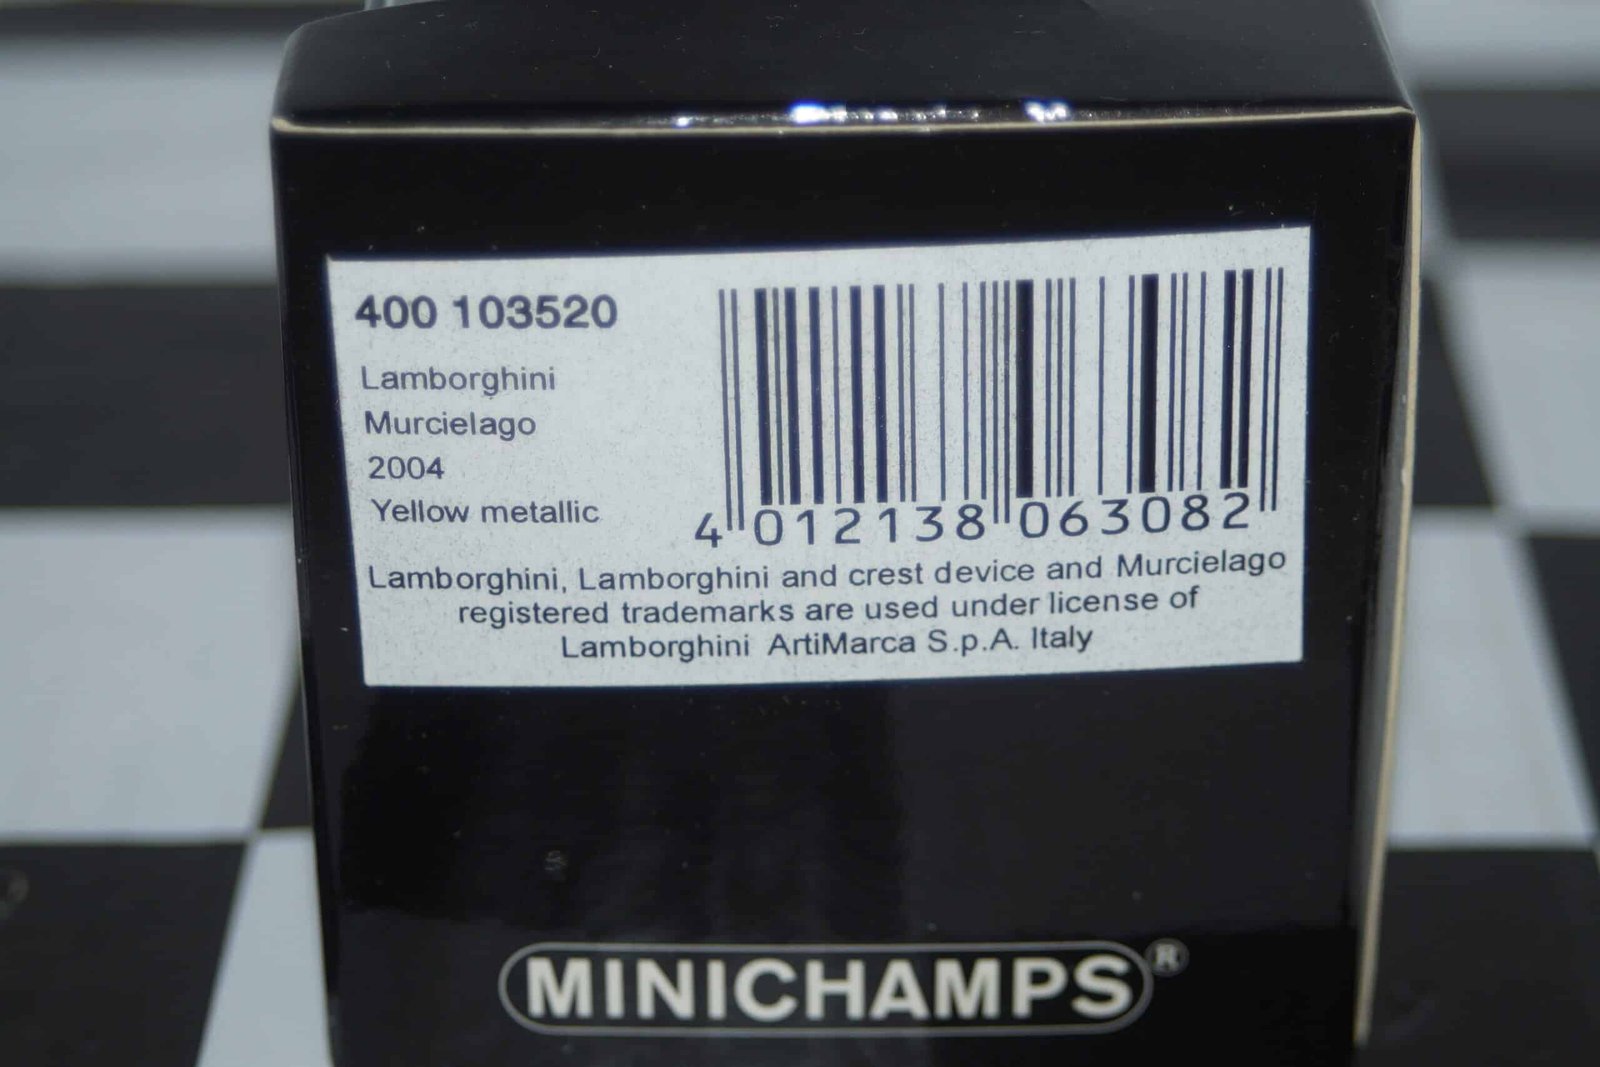 400 103520
Lamborghini
Murcielago
2004
Yellow metallic
4 012138 063082
Lamborghini, Lamborghini and crest device and Murcielago
registered trademarks are used under license of
Lamborghini ArtiMarca S.p.A. Italy
MINICHAMPS®